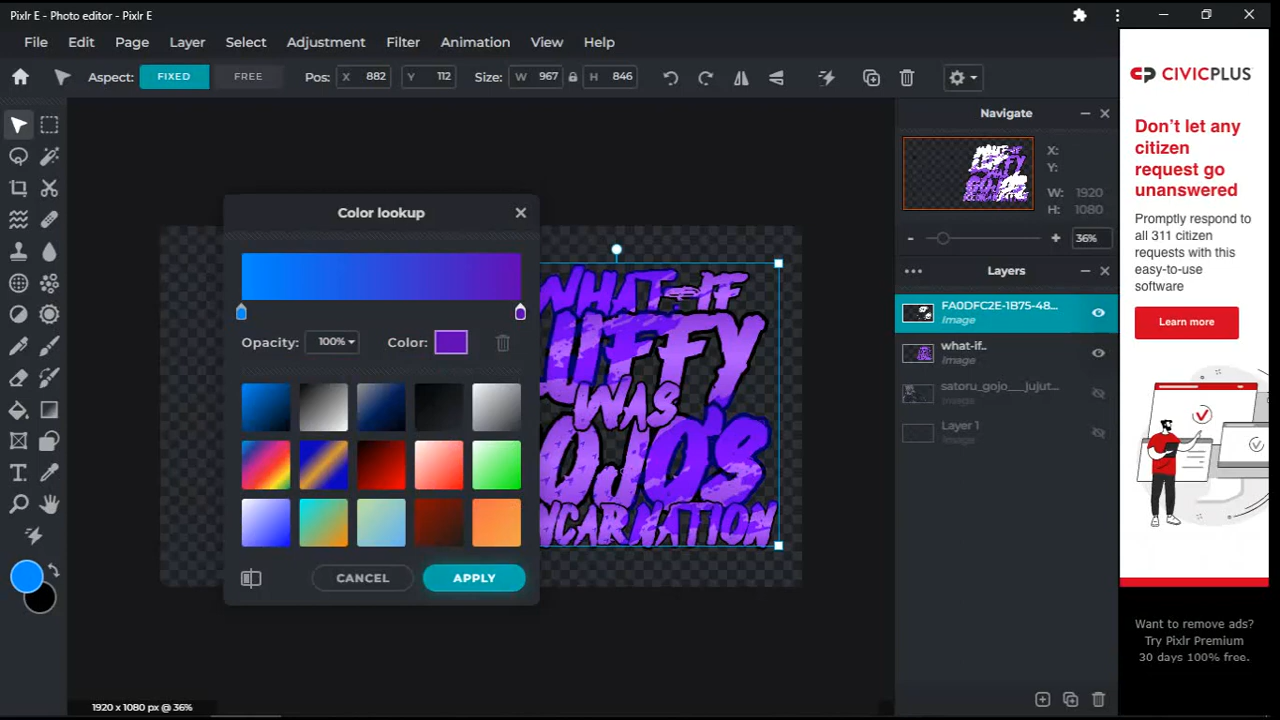 Pixlr E - Photo editor - Pixlr E
File Edit Page Layer Select Adjustment Filter Animation View Help
Aspect: FIXED FREE Pos: X 882 Y 112 Size: W 967 H 846
Navigate
X:
Y:
W: 1920
H: 1080
- + 36%
Color lookup
Opacity: 100% Color:
CANCEL APPLY
WHAT-IF
LUFFY
WAS
GOJO'S
NCARNATION
Layers
FA0DFC2E-1B75-48...
Image
what-if..
Image
satoru_gojo___jujut...
Image
Layer 1
Image
1920 x 1080 px @ 36%
CIVICPLUS
Don't let any
citizen
request go
unanswered
Promptly respond to
all 311 citizen
requests with this
easy-to-use
software
Learn more
Want to remove ads?
Try Pixlr Premium
30 days 100% free.